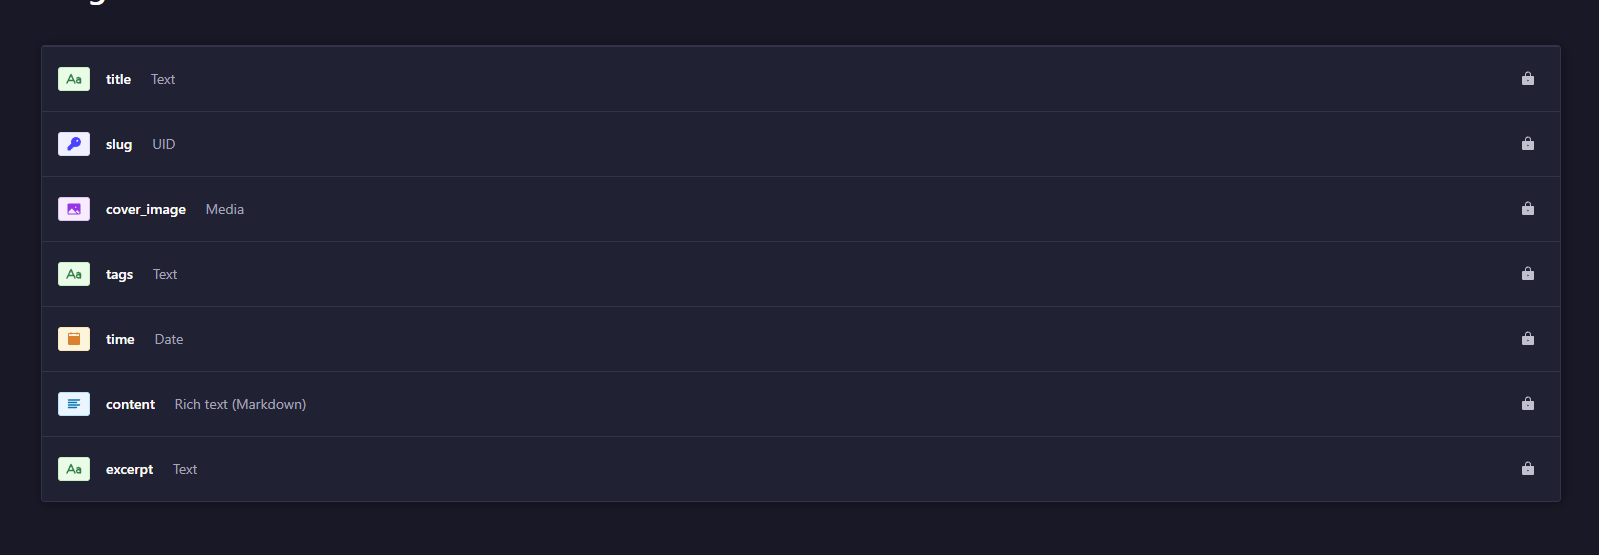 Aa title Text
slug UID
cover_image Media
Aa tags Text
time Date
content Rich text (Markdown)
Aa excerpt Text